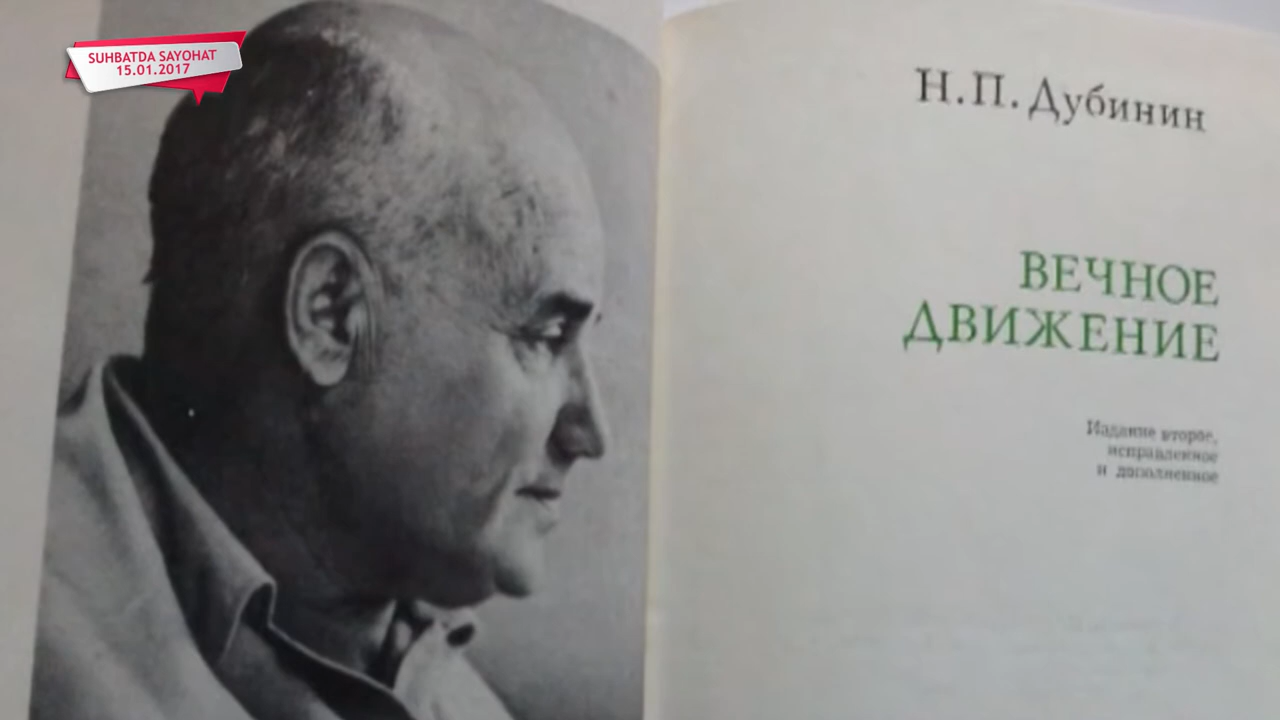 SUHBATDA SAYOHAT
15.01.2017
Н.П.Дубинин
ВЕЧНОЕ
ДВИЖЕНИЕ
Издание второе,
исправленное
и дополненное